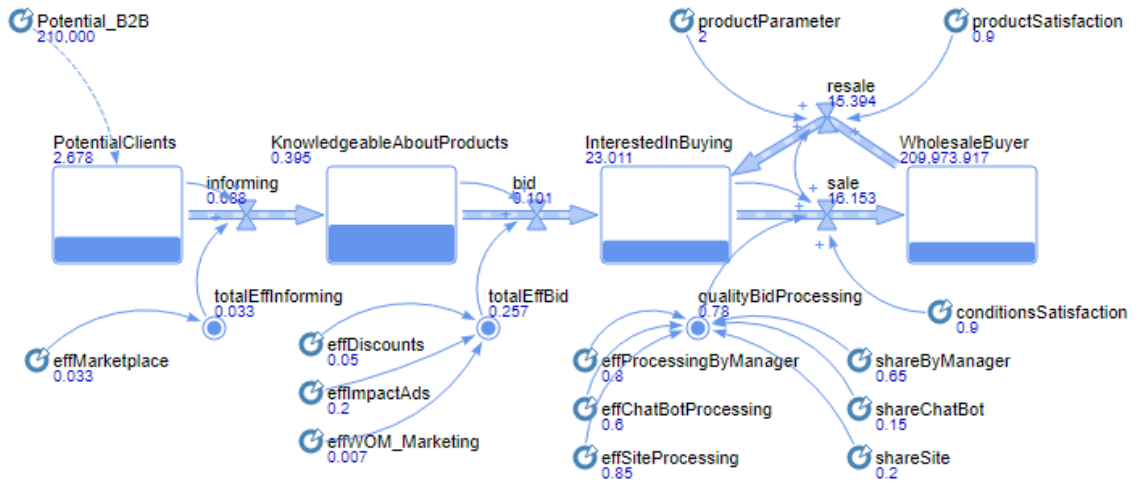 Potential_B2B
210,000
productParameter
2
productSatisfaction
0.9
resale
15.394
PotentialClients
2.678
KnowledgeableAboutProducts
0.395
InterestedInBuying
23.011
WholesaleBuyer
209,973.917
informing
0.088
bid
0.101
sale
16.153
totalEffInforming
0.033
totalEffBid
0.257
qualityBidProcessing
0.78
conditionsSatisfaction
0.9
effMarketplace
0.033
effDiscounts
0.05
effImpactAds
0.2
effWOM_Marketing
0.007
effProcessingByManager
0.8
effChatBotProcessing
0.6
effSiteProcessing
0.85
shareByManager
0.65
shareChatBot
0.15
shareSite
0.2